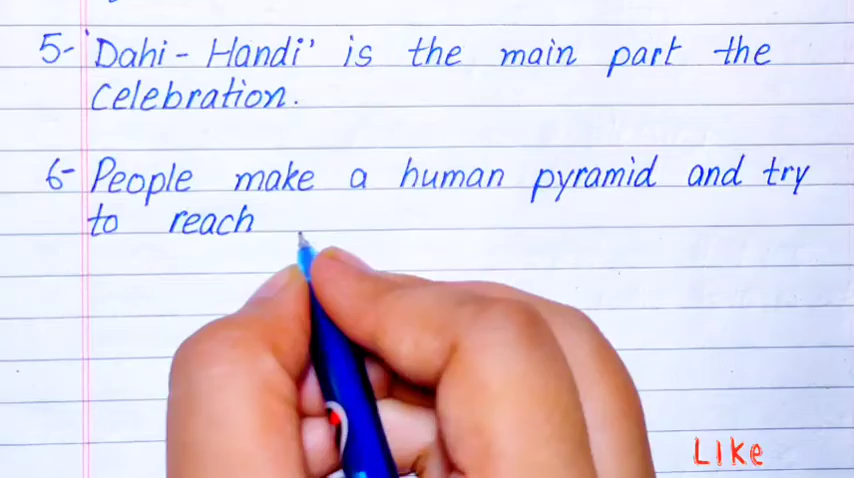 5- 'Dahi - Handi' is the main part the
celebration.
6- People make a human pyramid and try
to reach
Like